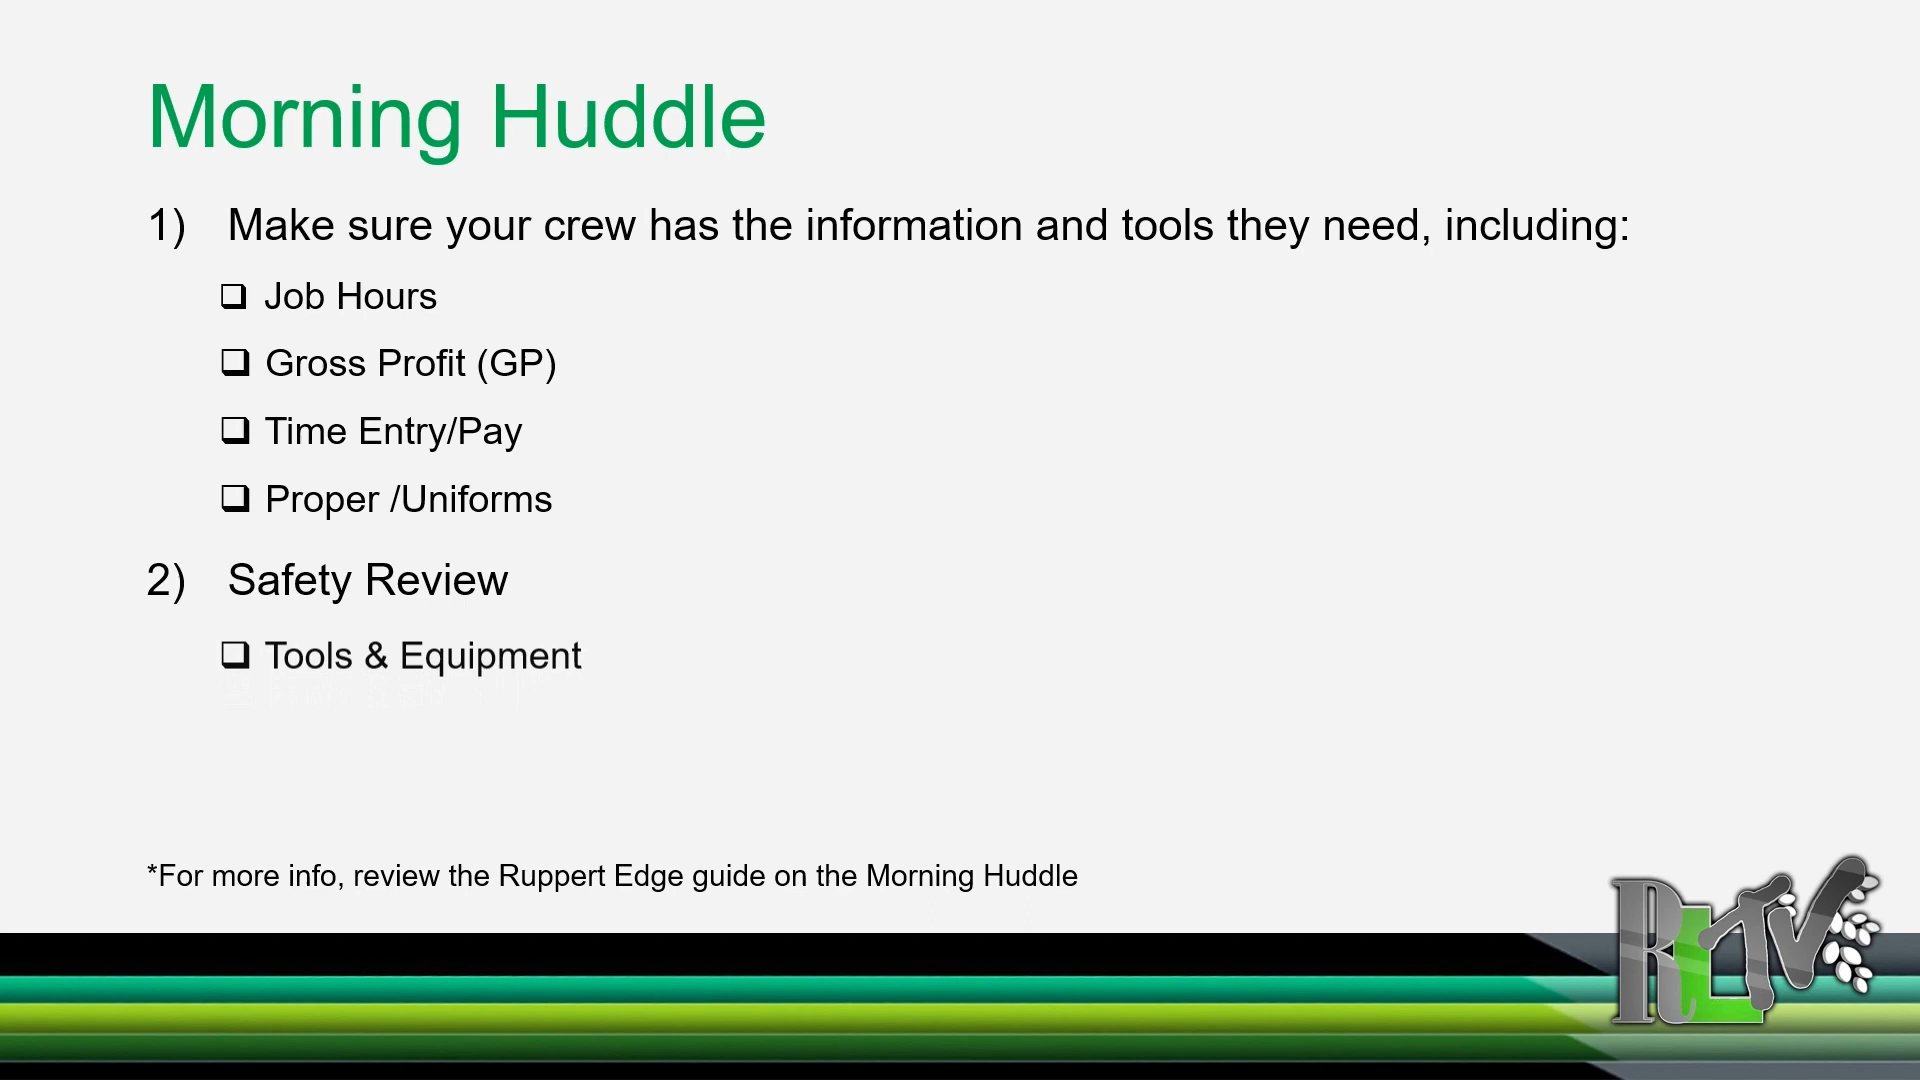 Morning Huddle
1) Make sure your crew has the information and tools they need, including:
❑ Job Hours
❑ Gross Profit (GP)
❑ Time Entry/Pay
❑ Proper /Uniforms
2) Safety Review
❑ Tools & Equipment
*For more info, review the Ruppert Edge guide on the Morning Huddle
RLTV